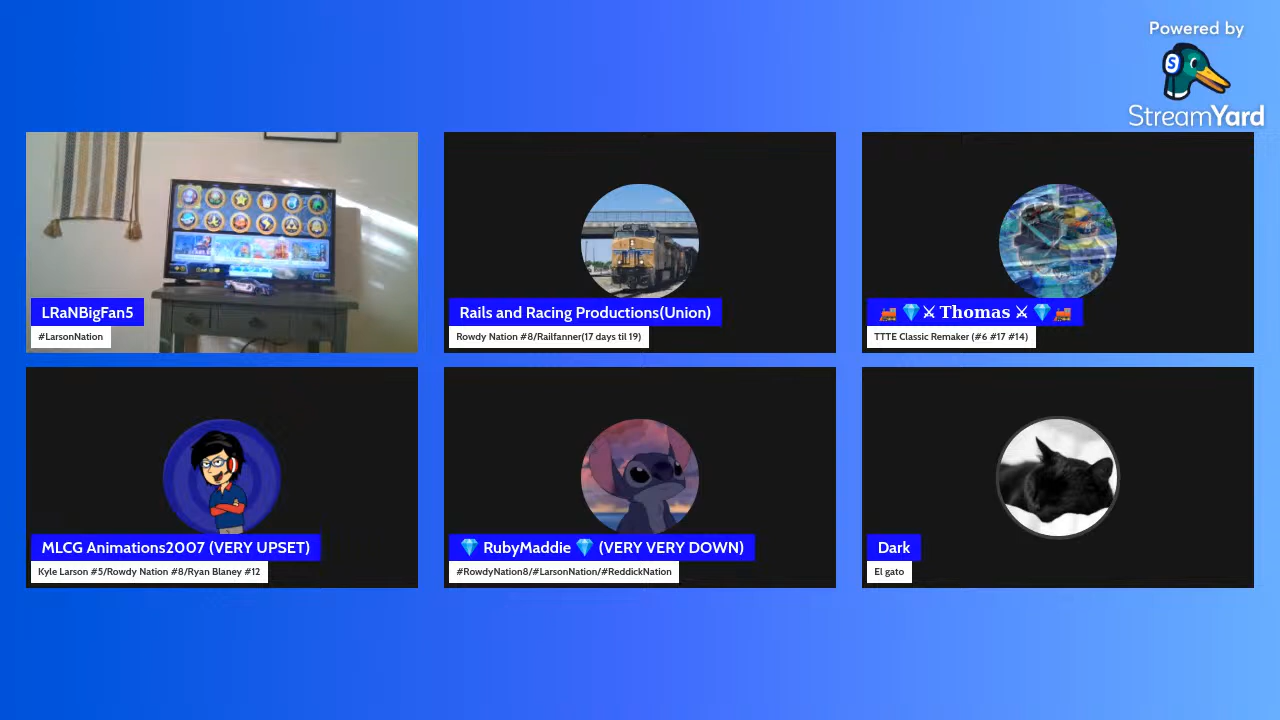 Powered by
S
StreamYard
LRaNBigFan5
#LarsonNation
Rails and Racing Productions(Union)
Rowdy Nation #8/Railfanner(17 days til 19)
🚂 💎⚔ Thomas ⚔ 💎🚂
TTTE Classic Remaker (#6 #17 #14)
MLCG Animations2007 (VERY UPSET)
Kyle Larson #5/Rowdy Nation #8/Ryan Blaney #12
💎 RubyMaddie 💎 (VERY VERY DOWN)
#RowdyNation8/#LarsonNation/#ReddickNation
Dark
El gato